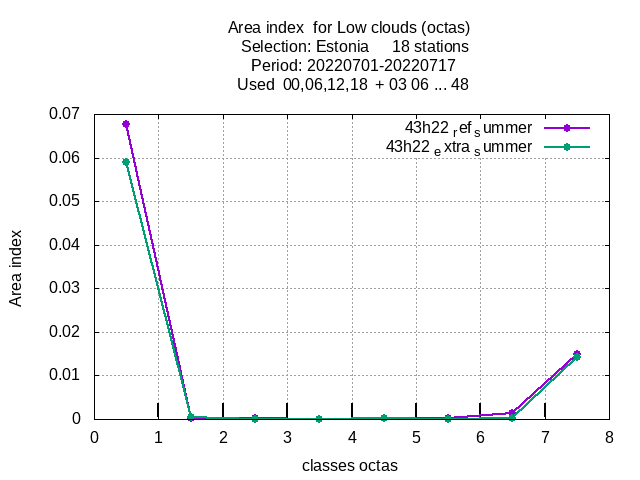 Area index  for Low clouds (octas)
Selection: Estonia     18 stations
Period: 20220701-20220717
Used  00,06,12,18  + 03 06 ... 48
43h22 ref summer
43h22 extra summer
0.07
0.06
0.05
0.04
0.03
0.02
0.01
0
Area index
0 1 2 3 4 5 6 7 8
classes octas